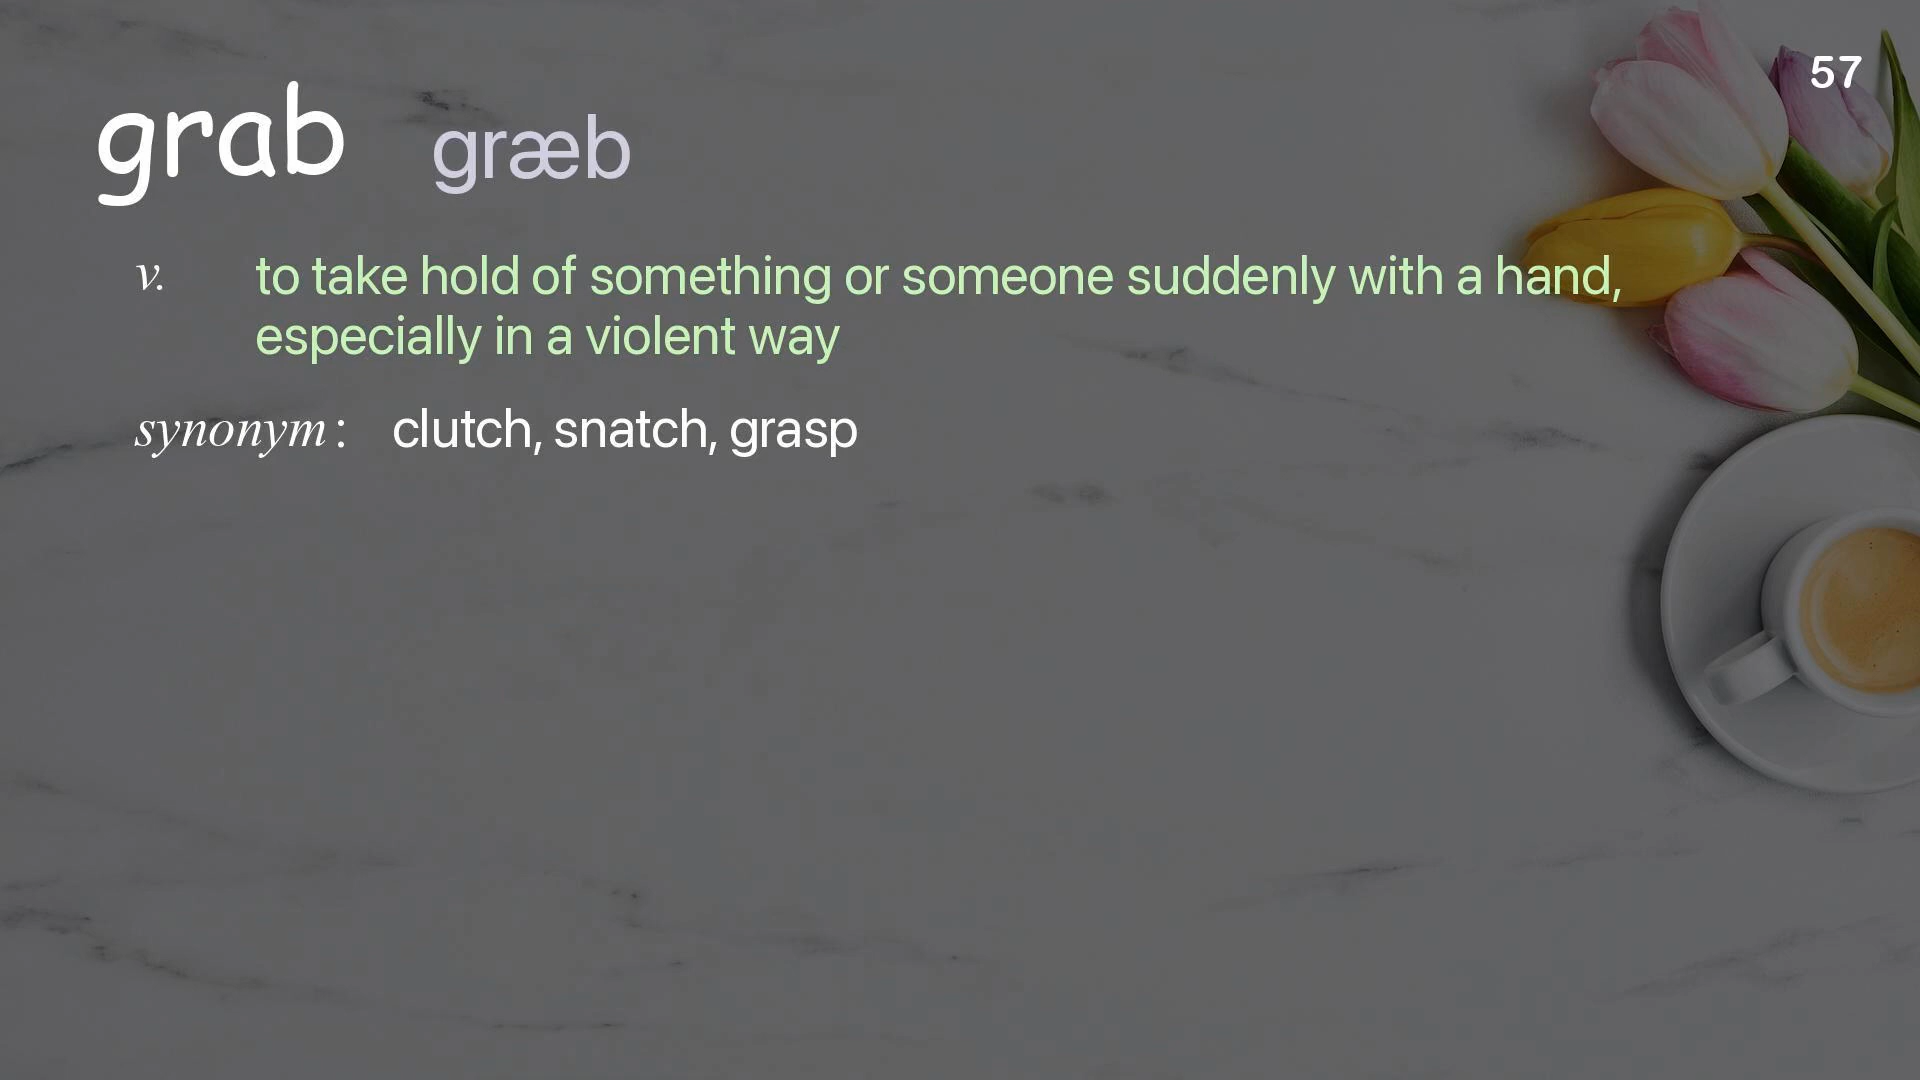 57
grab græb
v. to take hold of something or someone suddenly with a hand,
especially in a violent way
synonym : clutch, snatch, grasp